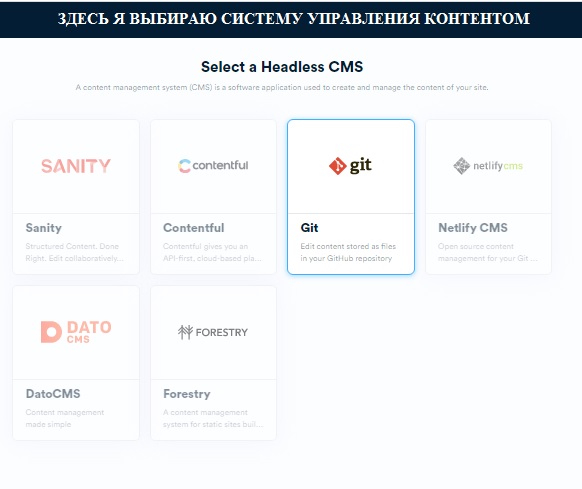 ЗДЕСЬ Я ВЫБИРАЮ СИСТЕМУ УПРАВЛЕНИЯ КОНТЕНТОМ
Select a Headless CMS
A content management system (CMS) is a software application used to create and manage the content of your site.
SANITY
Sanity
Structured Content. Done
Right. Edit collaboratively,...
contentful
Contentful
Contentful gives you an
API-first, cloud-based pla...
git
Git
Edit content stored as files
in your GitHub repository
netlifycms
Netlify CMS
Open source content
management for your Git ...
DATO
CMS
DatoCMS
Content management
made simple
FORESTRY
Forestry
A content management
system for static sites buil...